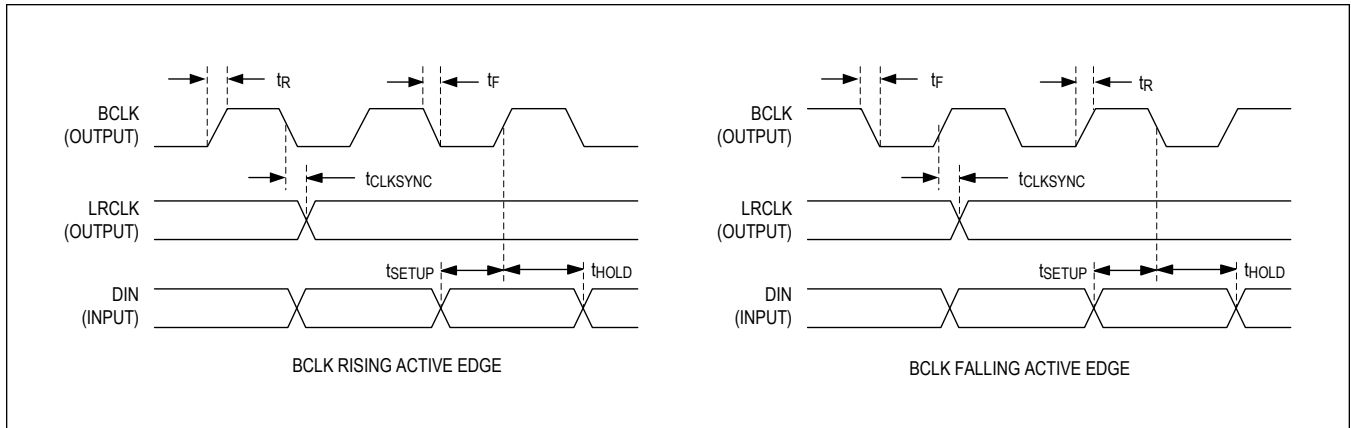 tR
tF
BCLK
(OUTPUT)
tCLKSYNC
LRCLK
(OUTPUT)
tSETUP
tHOLD
DIN
(INPUT)
BCLK RISING ACTIVE EDGE
tF
tR
BCLK
(OUTPUT)
tCLKSYNC
LRCLK
(OUTPUT)
tSETUP
tHOLD
DIN
(INPUT)
BCLK FALLING ACTIVE EDGE